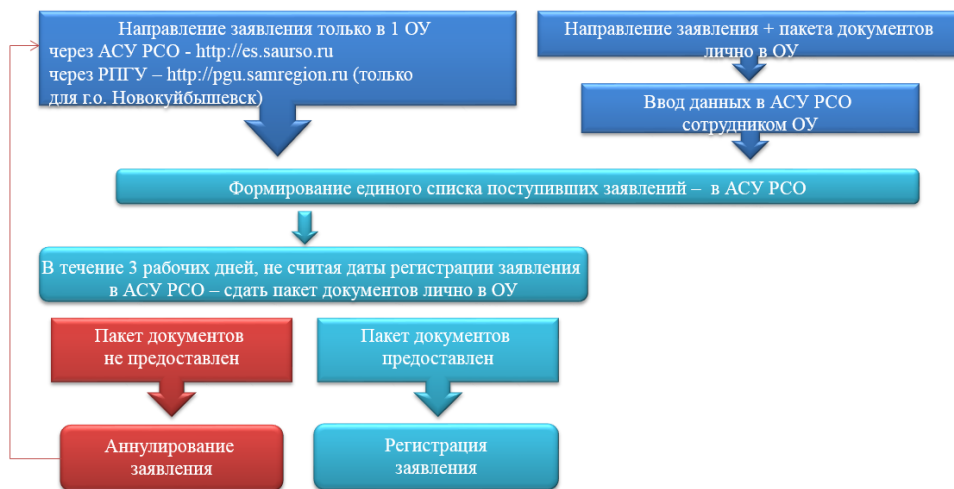 Направление заявления только в 1 ОУ
через АСУ РСО - http://es.saurso.ru
через РПГУ – http://pgu.samregion.ru (только
для г.о. Новокуйбышевск)
Направление заявления + пакета документов
лично в ОУ
Ввод данных в АСУ РСО
сотрудником ОУ
Формирование единого списка поступивших заявлений – в АСУ РСО
В течение 3 рабочих дней, не считая даты регистрации заявления
в АСУ РСО – сдать пакет документов лично в ОУ
Пакет документов
не предоставлен
Пакет документов
предоставлен
Аннулирование
заявления
Регистрация
заявления